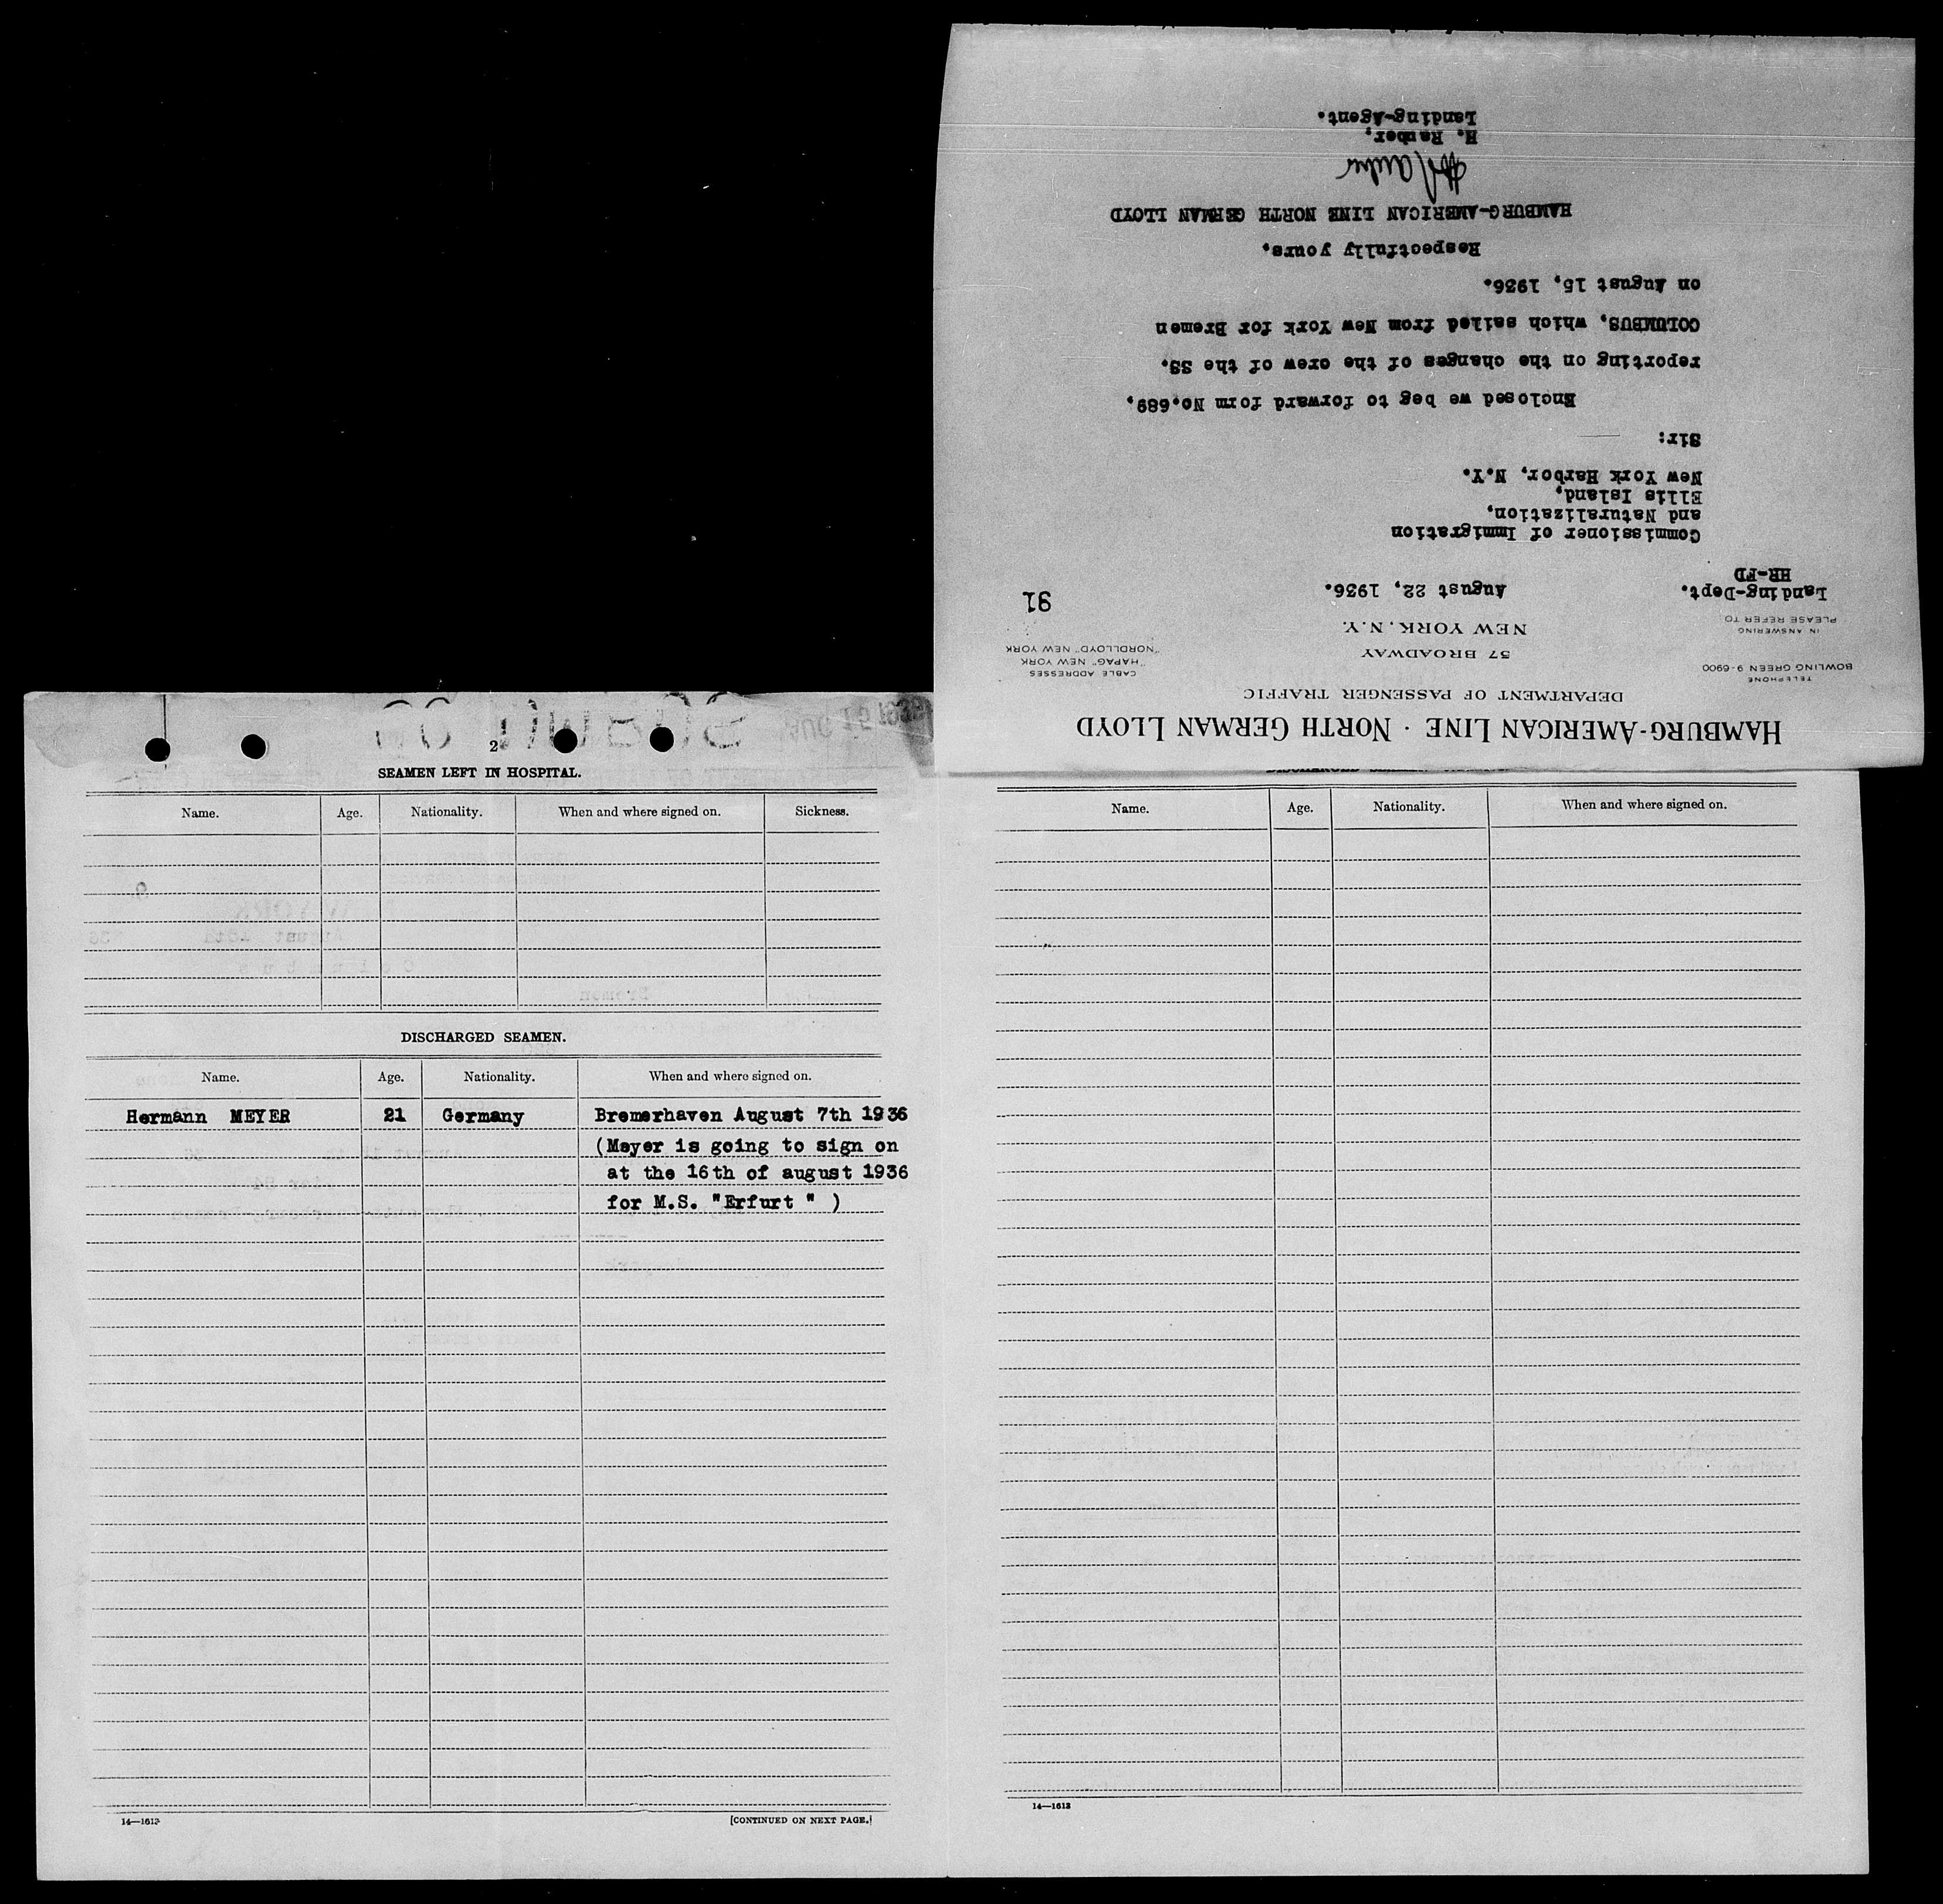 HAMBURG-AMERICAN LINE · NORTH GERMAN LLOYD
DEPARTMENT OF PASSENGER TRAFFIC
TELEPHONE
BOWLING GREEN 9-6900
57 BROADWAY
NEW YORK, N.Y.
CABLE ADDRESSES
"HAPAG" NEW YORK
"NORDLLOYD" NEW YORK
IN ANSWERING
PLEASE REFER TO
Landing-Dept.
HR-FD
August 22, 1936.
91
Commissioner of Immigration
and Naturalization,
Ellis Island,
New York Harbor, N.Y.
Sir:
Enclosed we beg to forward form No.689,
reporting on the changes of the crew of the SS.
COLUMBUS, which sailed from New York for Bremen
on August 15, 1936.
Respectfully yours,
HAMBURG-AMERICAN LINE NORTH GERMAN LLOYD
H. Rauber,
Landing-Agent.
2
SEAMEN LEFT IN HOSPITAL.
Name. Age. Nationality. When and where signed on. Sickness.
DISCHARGED SEAMEN.
Name. Age. Nationality. When and where signed on.
Hermann MEYER 21 Germany Bremerhaven August 7th 1936
(Meyer is going to sign on
at the 16th of august 1936
for M.S. "Erfurt " )
14—1613
[CONTINUED ON NEXT PAGE.]
Name. Age. Nationality. When and where signed on.
14—1613